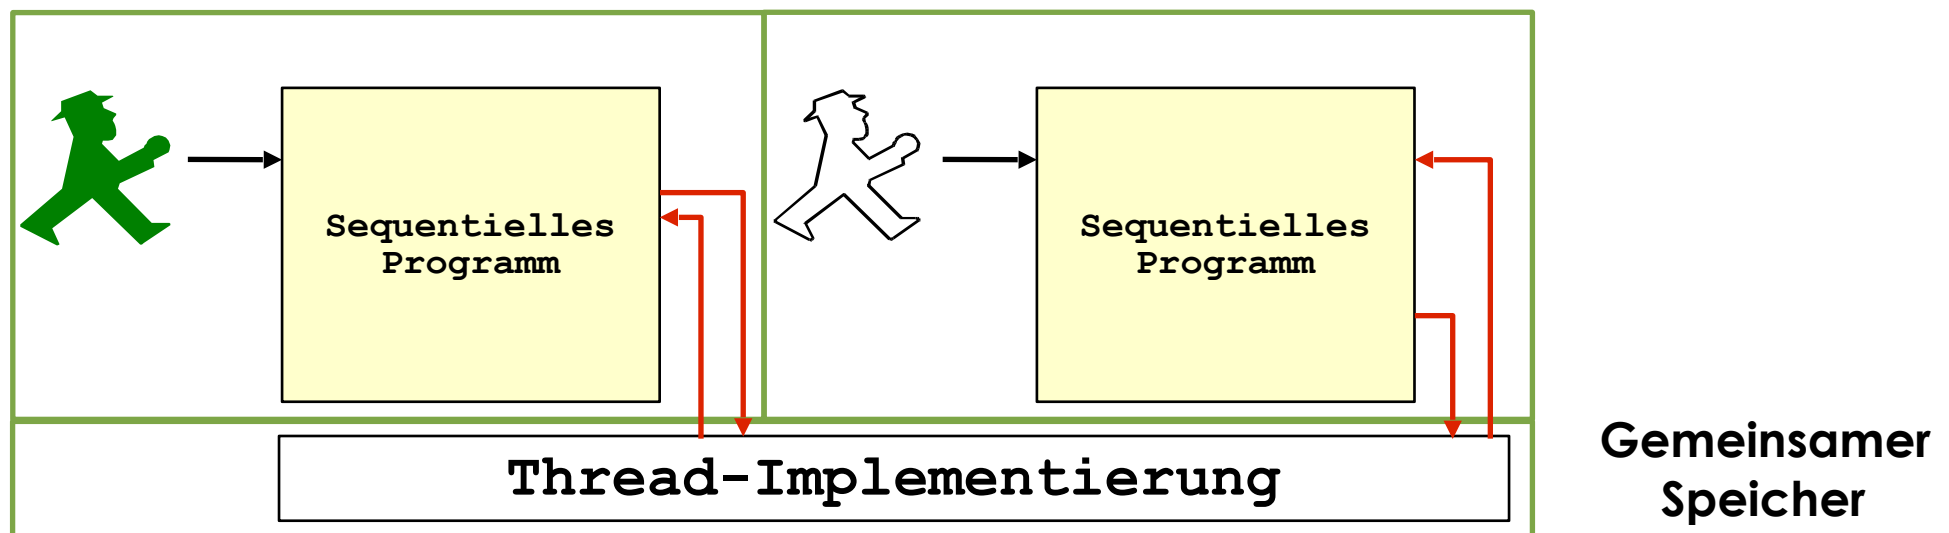 Sequentielles
Programm
Sequentielles
Programm
Thread-Implementierung
Gemeinsamer
Speicher